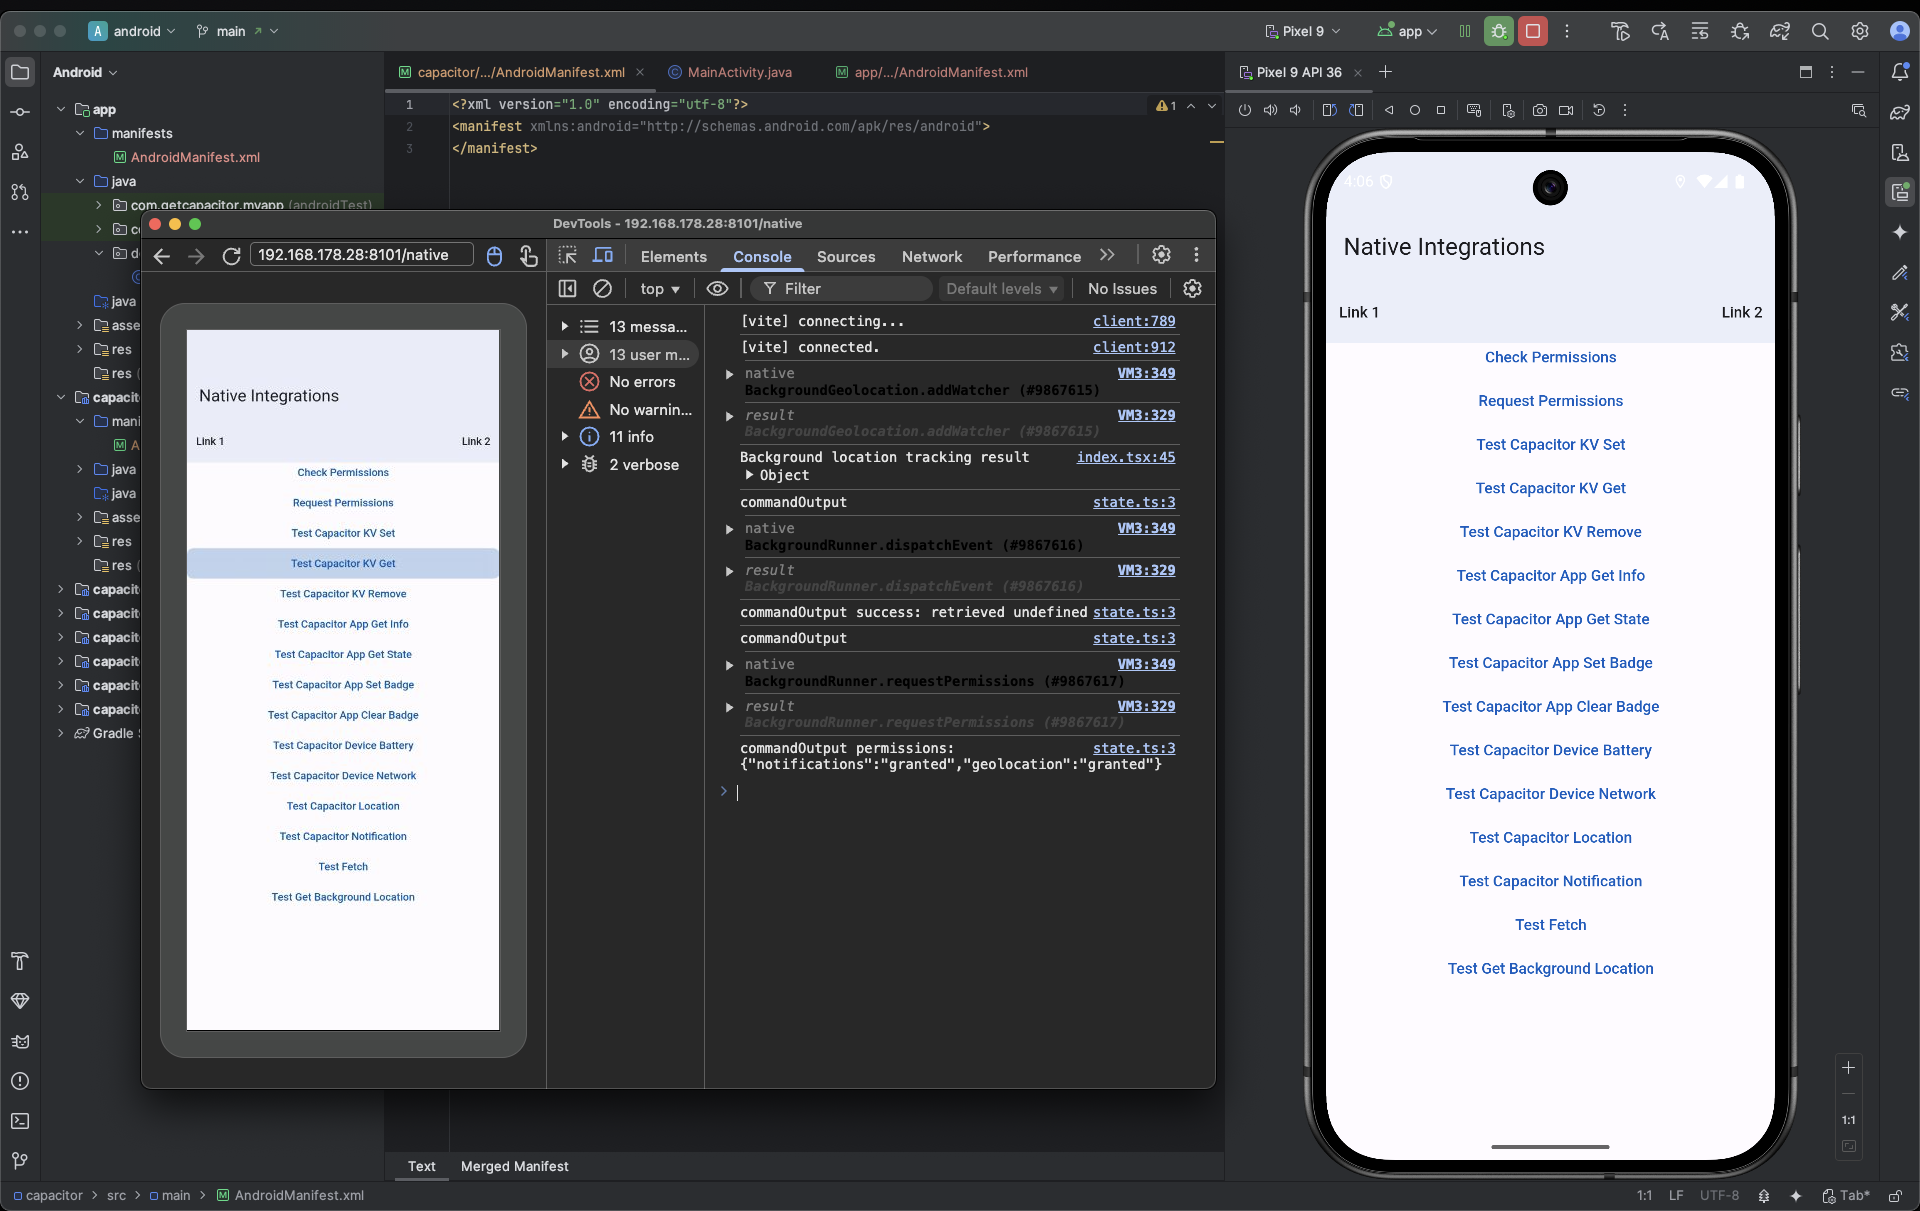 A android main
Pixel 9 app
Android
app
manifests
AndroidManifest.xml
java
com.getcapacitor.myapp (androidTest)
java
asse
res
res
capacit
mani
java
java
asse
res
res
capacit
capacit
capacit
capacit
capacit
capacit
Gradle
capacitor/.../AndroidManifest.xml
MainActivity.java
app/.../AndroidManifest.xml
1 <?xml version="1.0" encoding="utf-8"?>
2 <manifest xmlns:android="http://schemas.android.com/apk/res/android">
3 </manifest>
1
DevTools - 192.168.178.28:8101/native
192.168.178.28:8101/native
Elements Console Sources Network Performance
top Filter Default levels No Issues
Native Integrations
Link 1 Link 2
Check Permissions
Request Permissions
Test Capacitor KV Set
Test Capacitor KV Get
Test Capacitor KV Remove
Test Capacitor App Get Info
Test Capacitor App Get State
Test Capacitor App Set Badge
Test Capacitor App Clear Badge
Test Capacitor Device Battery
Test Capacitor Device Network
Test Capacitor Location
Test Capacitor Notification
Test Fetch
Test Get Background Location
13 messa...
13 user m...
No errors
No warnin...
11 info
2 verbose
[vite] connecting... client:789
[vite] connected. client:912
native VM3:349
BackgroundGeolocation.addWatcher (#9867615)
result VM3:329
BackgroundGeolocation.addWatcher (#9867615)
Background location tracking result index.tsx:45
Object
commandOutput state.ts:3
native VM3:349
BackgroundRunner.dispatchEvent (#9867616)
result VM3:329
BackgroundRunner.dispatchEvent (#9867616)
commandOutput success: retrieved undefined state.ts:3
commandOutput state.ts:3
native VM3:349
BackgroundRunner.requestPermissions (#9867617)
result VM3:329
BackgroundRunner.requestPermissions (#9867617)
commandOutput permissions: state.ts:3
{"notifications":"granted","geolocation":"granted"}
>
Pixel 9 API 36
4:06
Native Integrations
Link 1 Link 2
Check Permissions
Request Permissions
Test Capacitor KV Set
Test Capacitor KV Get
Test Capacitor KV Remove
Test Capacitor App Get Info
Test Capacitor App Get State
Test Capacitor App Set Badge
Test Capacitor App Clear Badge
Test Capacitor Device Battery
Test Capacitor Device Network
Test Capacitor Location
Test Capacitor Notification
Test Fetch
Test Get Background Location
1:1
Text Merged Manifest
capacitor > src > main > AndroidManifest.xml
1:1 LF UTF-8 Tab*